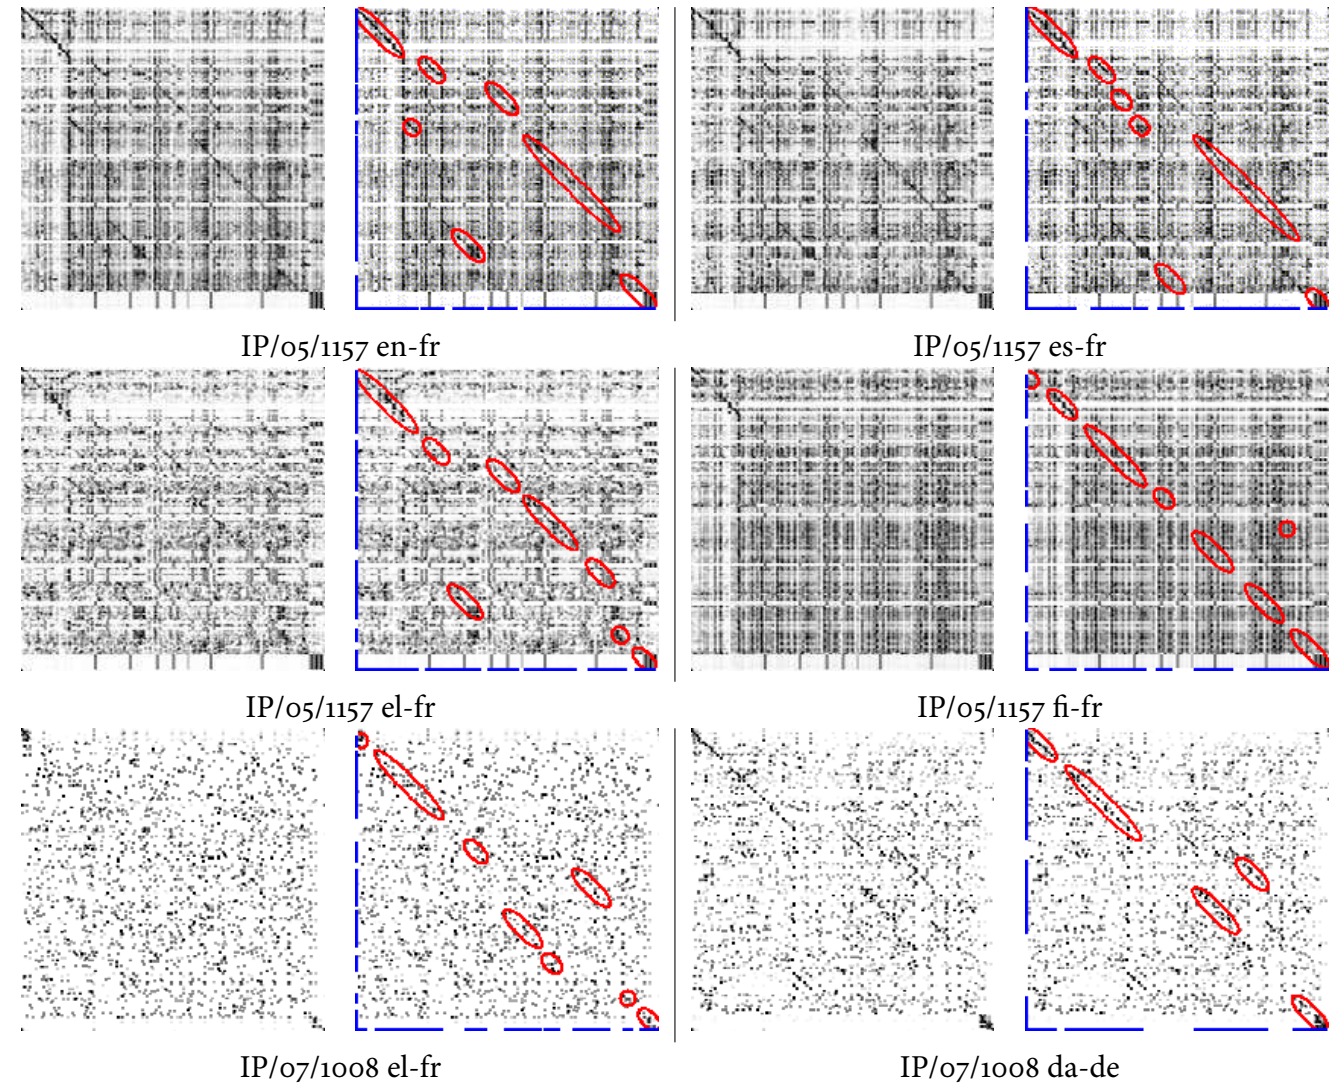 IP/05/1157 en-fr
IP/05/1157 es-fr
IP/05/1157 el-fr
IP/05/1157 fi-fr
IP/07/1008 el-fr
IP/07/1008 da-de